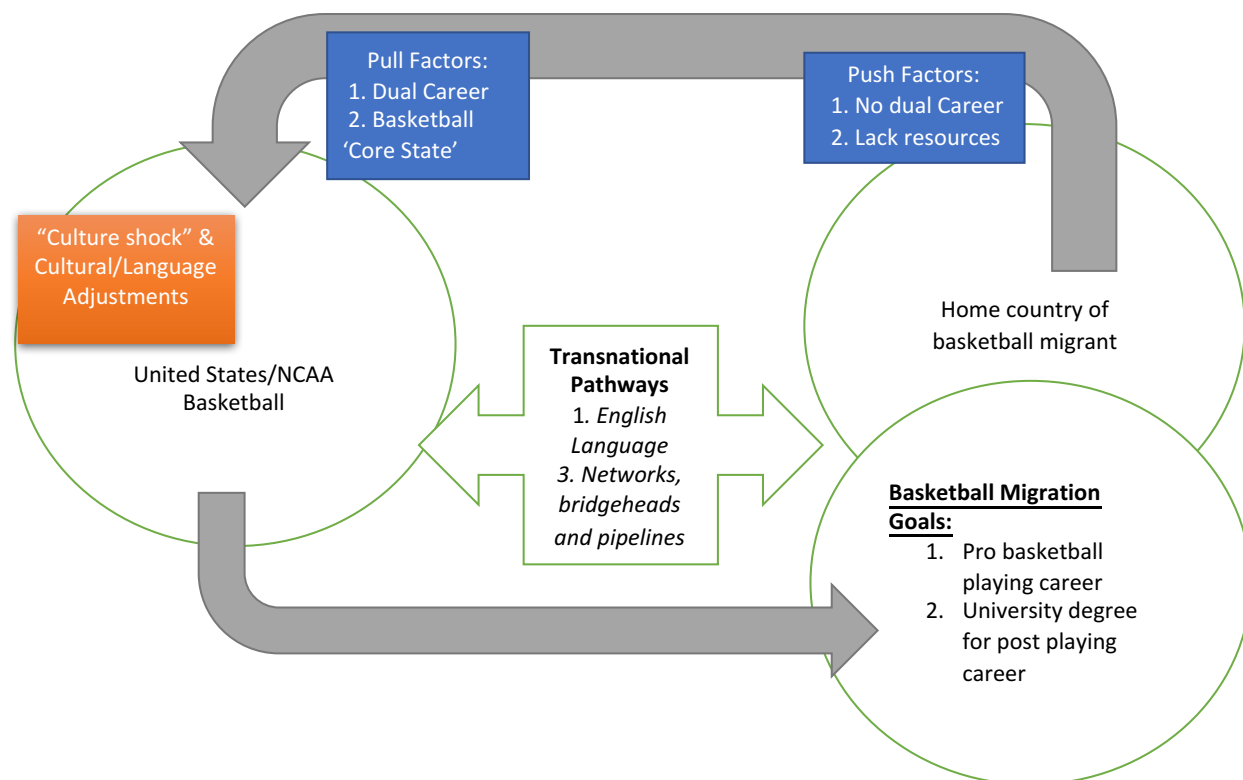 Pull Factors:
1. Dual Career
2. Basketball
‘Core State’
Push Factors:
1. No dual Career
2. Lack resources
“Culture shock” &
Cultural/Language
Adjustments
United States/NCAA
Basketball
Transnational
Pathways
1. English
Language
3. Networks,
bridgeheads
and pipelines
Home country of
basketball migrant
Basketball Migration
Goals:
1. Pro basketball
playing career
2. University degree
for post playing
career